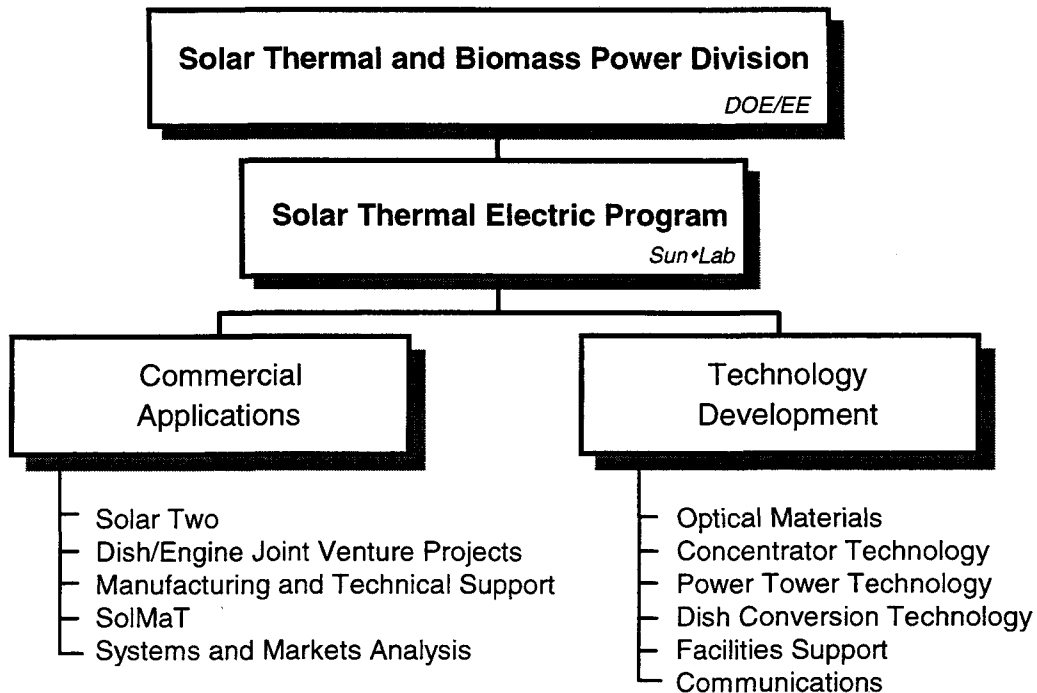 Solar Thermal and Biomass Power Division
DOE/EE
Solar Thermal Electric Program
Sun♦Lab
Commercial
Applications
Solar Two
Dish/Engine Joint Venture Projects
Manufacturing and Technical Support
SolMaT
Systems and Markets Analysis
Technology
Development
Optical Materials
Concentrator Technology
Power Tower Technology
Dish Conversion Technology
Facilities Support
Communications